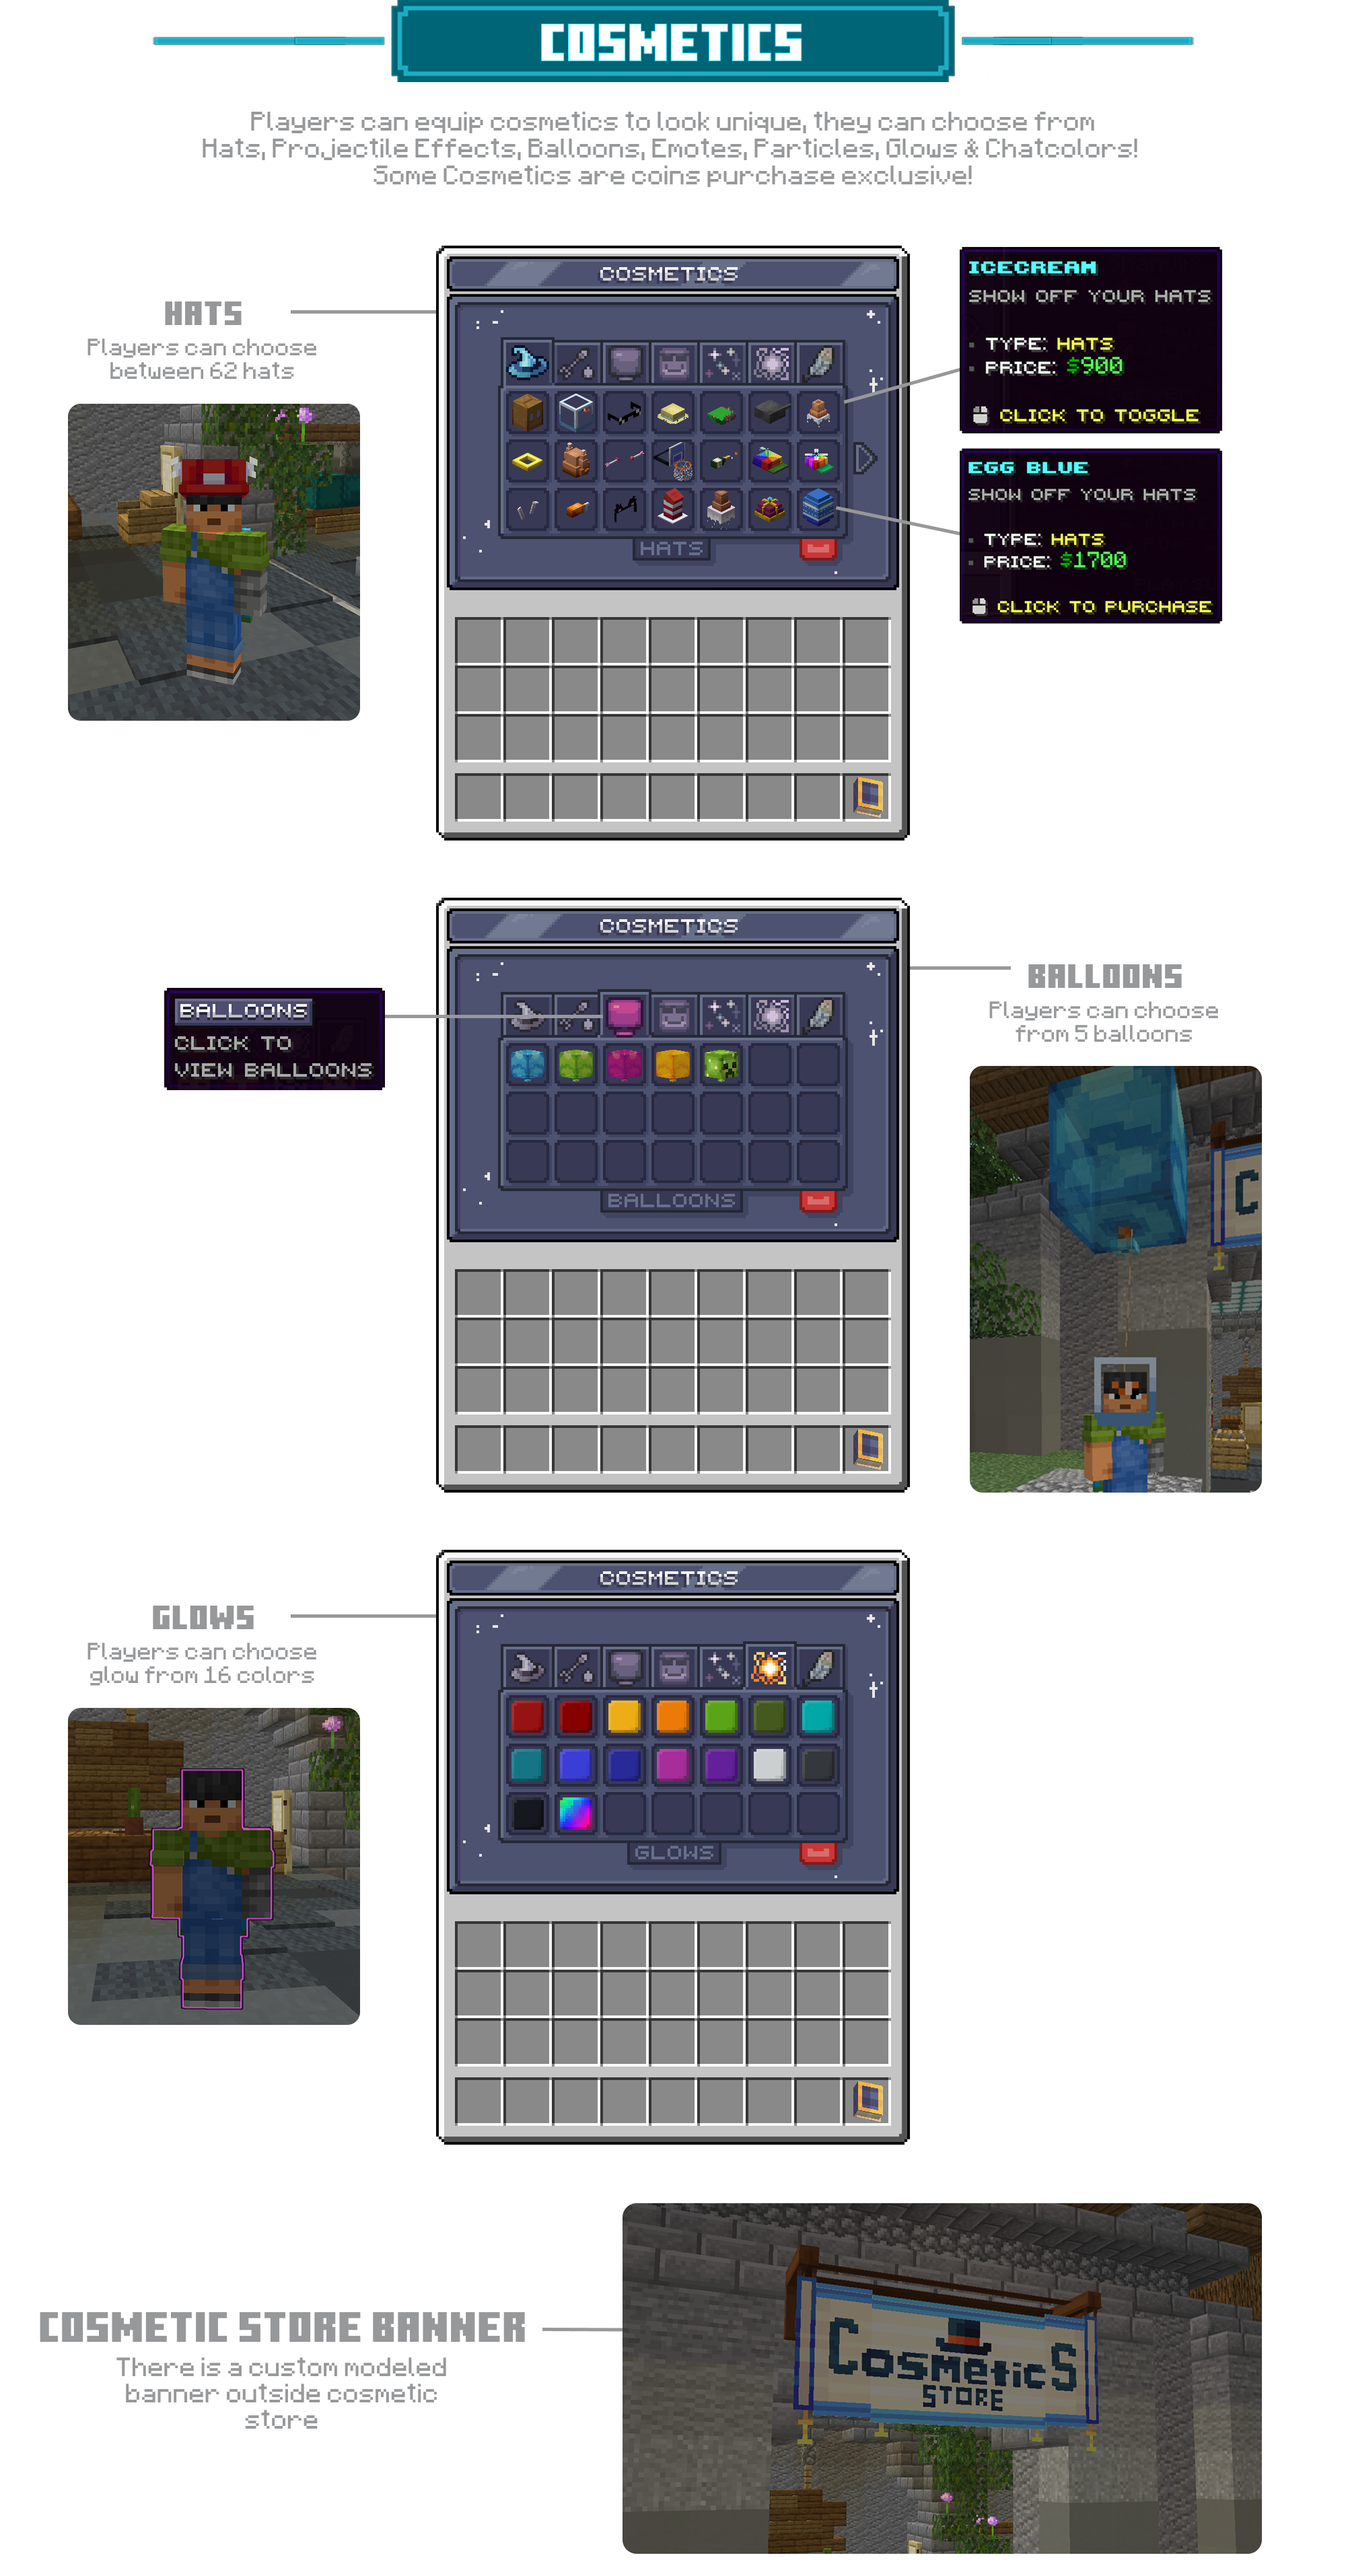 COSMETICS
Players can equip cosmetics to look unique, they can choose from
Hats, Projectile Effects, Balloons, Emotes, Particles, Glows & Chatcolors!
Some Cosmetics are coins purchase exclusive!
HATS
Players can choose
between 62 hats
COSMETICS
HATS
ICECREAM
SHOW OFF YOUR HATS
TYPE: HATS
PRICE: $900
CLICK TO TOGGLE
EGG BLUE
SHOW OFF YOUR HATS
TYPE: HATS
PRICE: $1700
CLICK TO PURCHASE
BALLOONS
CLICK TO
VIEW BALLOONS
COSMETICS
BALLOONS
BALLOONS
Players can choose
from 5 balloons
C
GLOWS
Players can choose
glow from 16 colors
COSMETICS
GLOWS
COSMETIC STORE BANNER
There is a custom modeled
banner outside cosmetic
store
CosmeticS
STORE